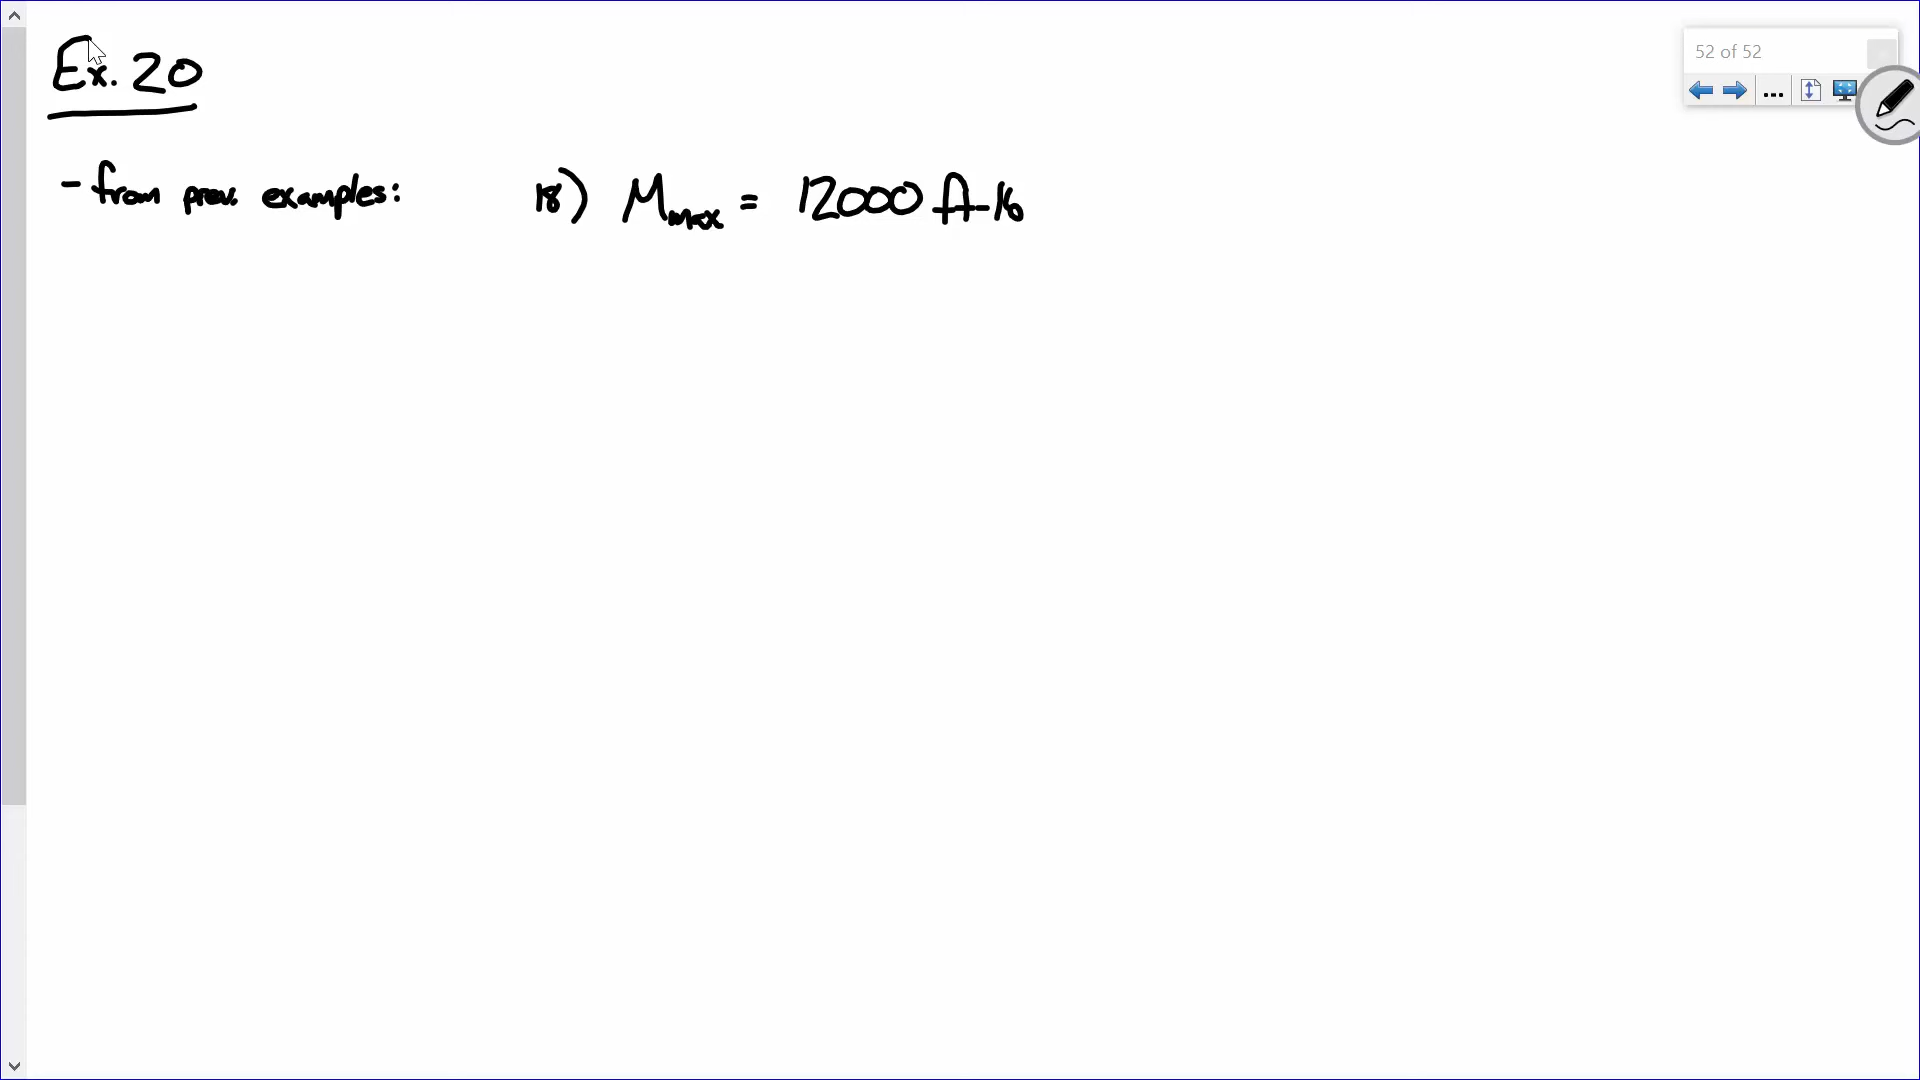 52 of 52
Ex. 20
- from prev. examples: 18) Mmax = 12000 ft-lb